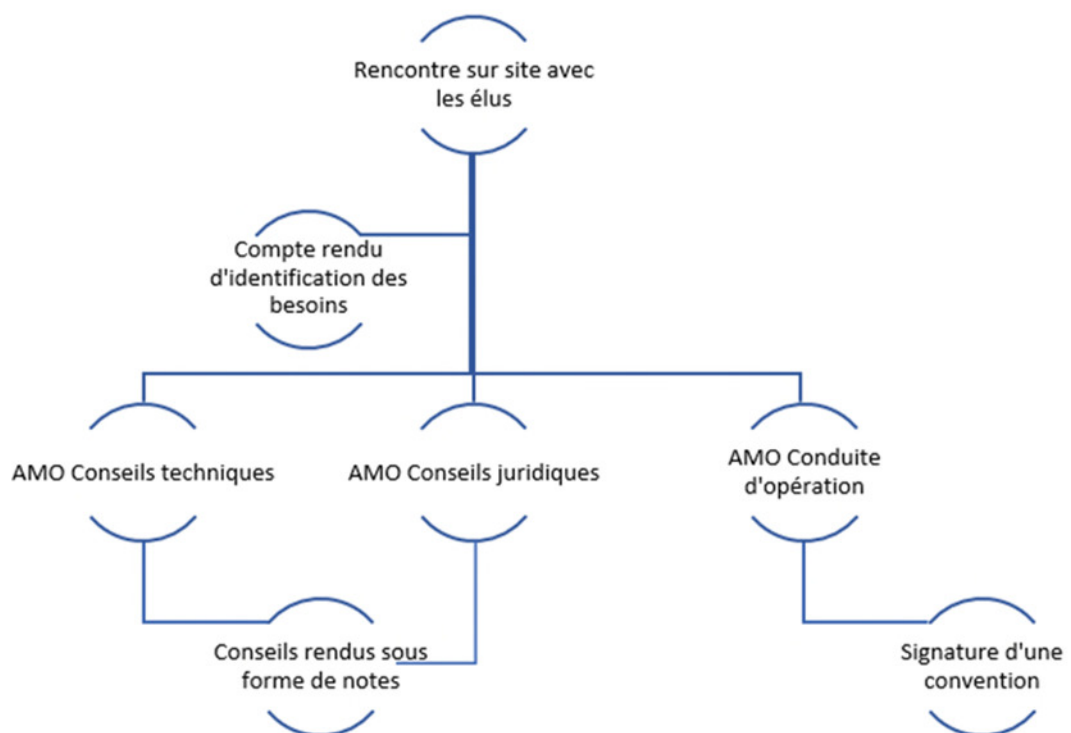 Rencontre sur site avec
les élus
Compte rendu
d'identification des
besoins
AMO Conseils techniques
AMO Conseils juridiques
AMO Conduite
d'opération
Conseils rendus sous
forme de notes
Signature d'une
convention